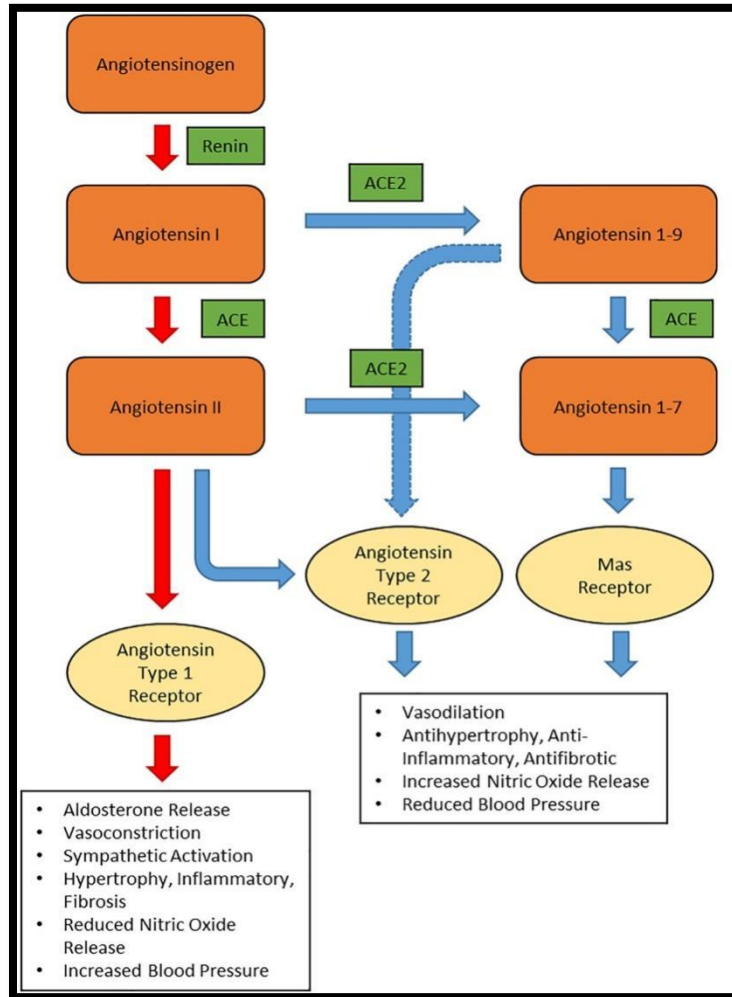 Angiotensinogen
Renin
ACE2
Angiotensin I
Angiotensin 1-9
ACE
ACE
ACE2
Angiotensin II
Angiotensin 1-7
Angiotensin
Type 2
Receptor
Mas
Receptor
Angiotensin
Type 1
Receptor
• Vasodilation
• Antihypertrophy, Anti-
Inflammatory, Antifibrotic
• Increased Nitric Oxide Release
• Reduced Blood Pressure
• Aldosterone Release
• Vasoconstriction
• Sympathetic Activation
• Hypertrophy, Inflammatory,
Fibrosis
• Reduced Nitric Oxide
Release
• Increased Blood Pressure